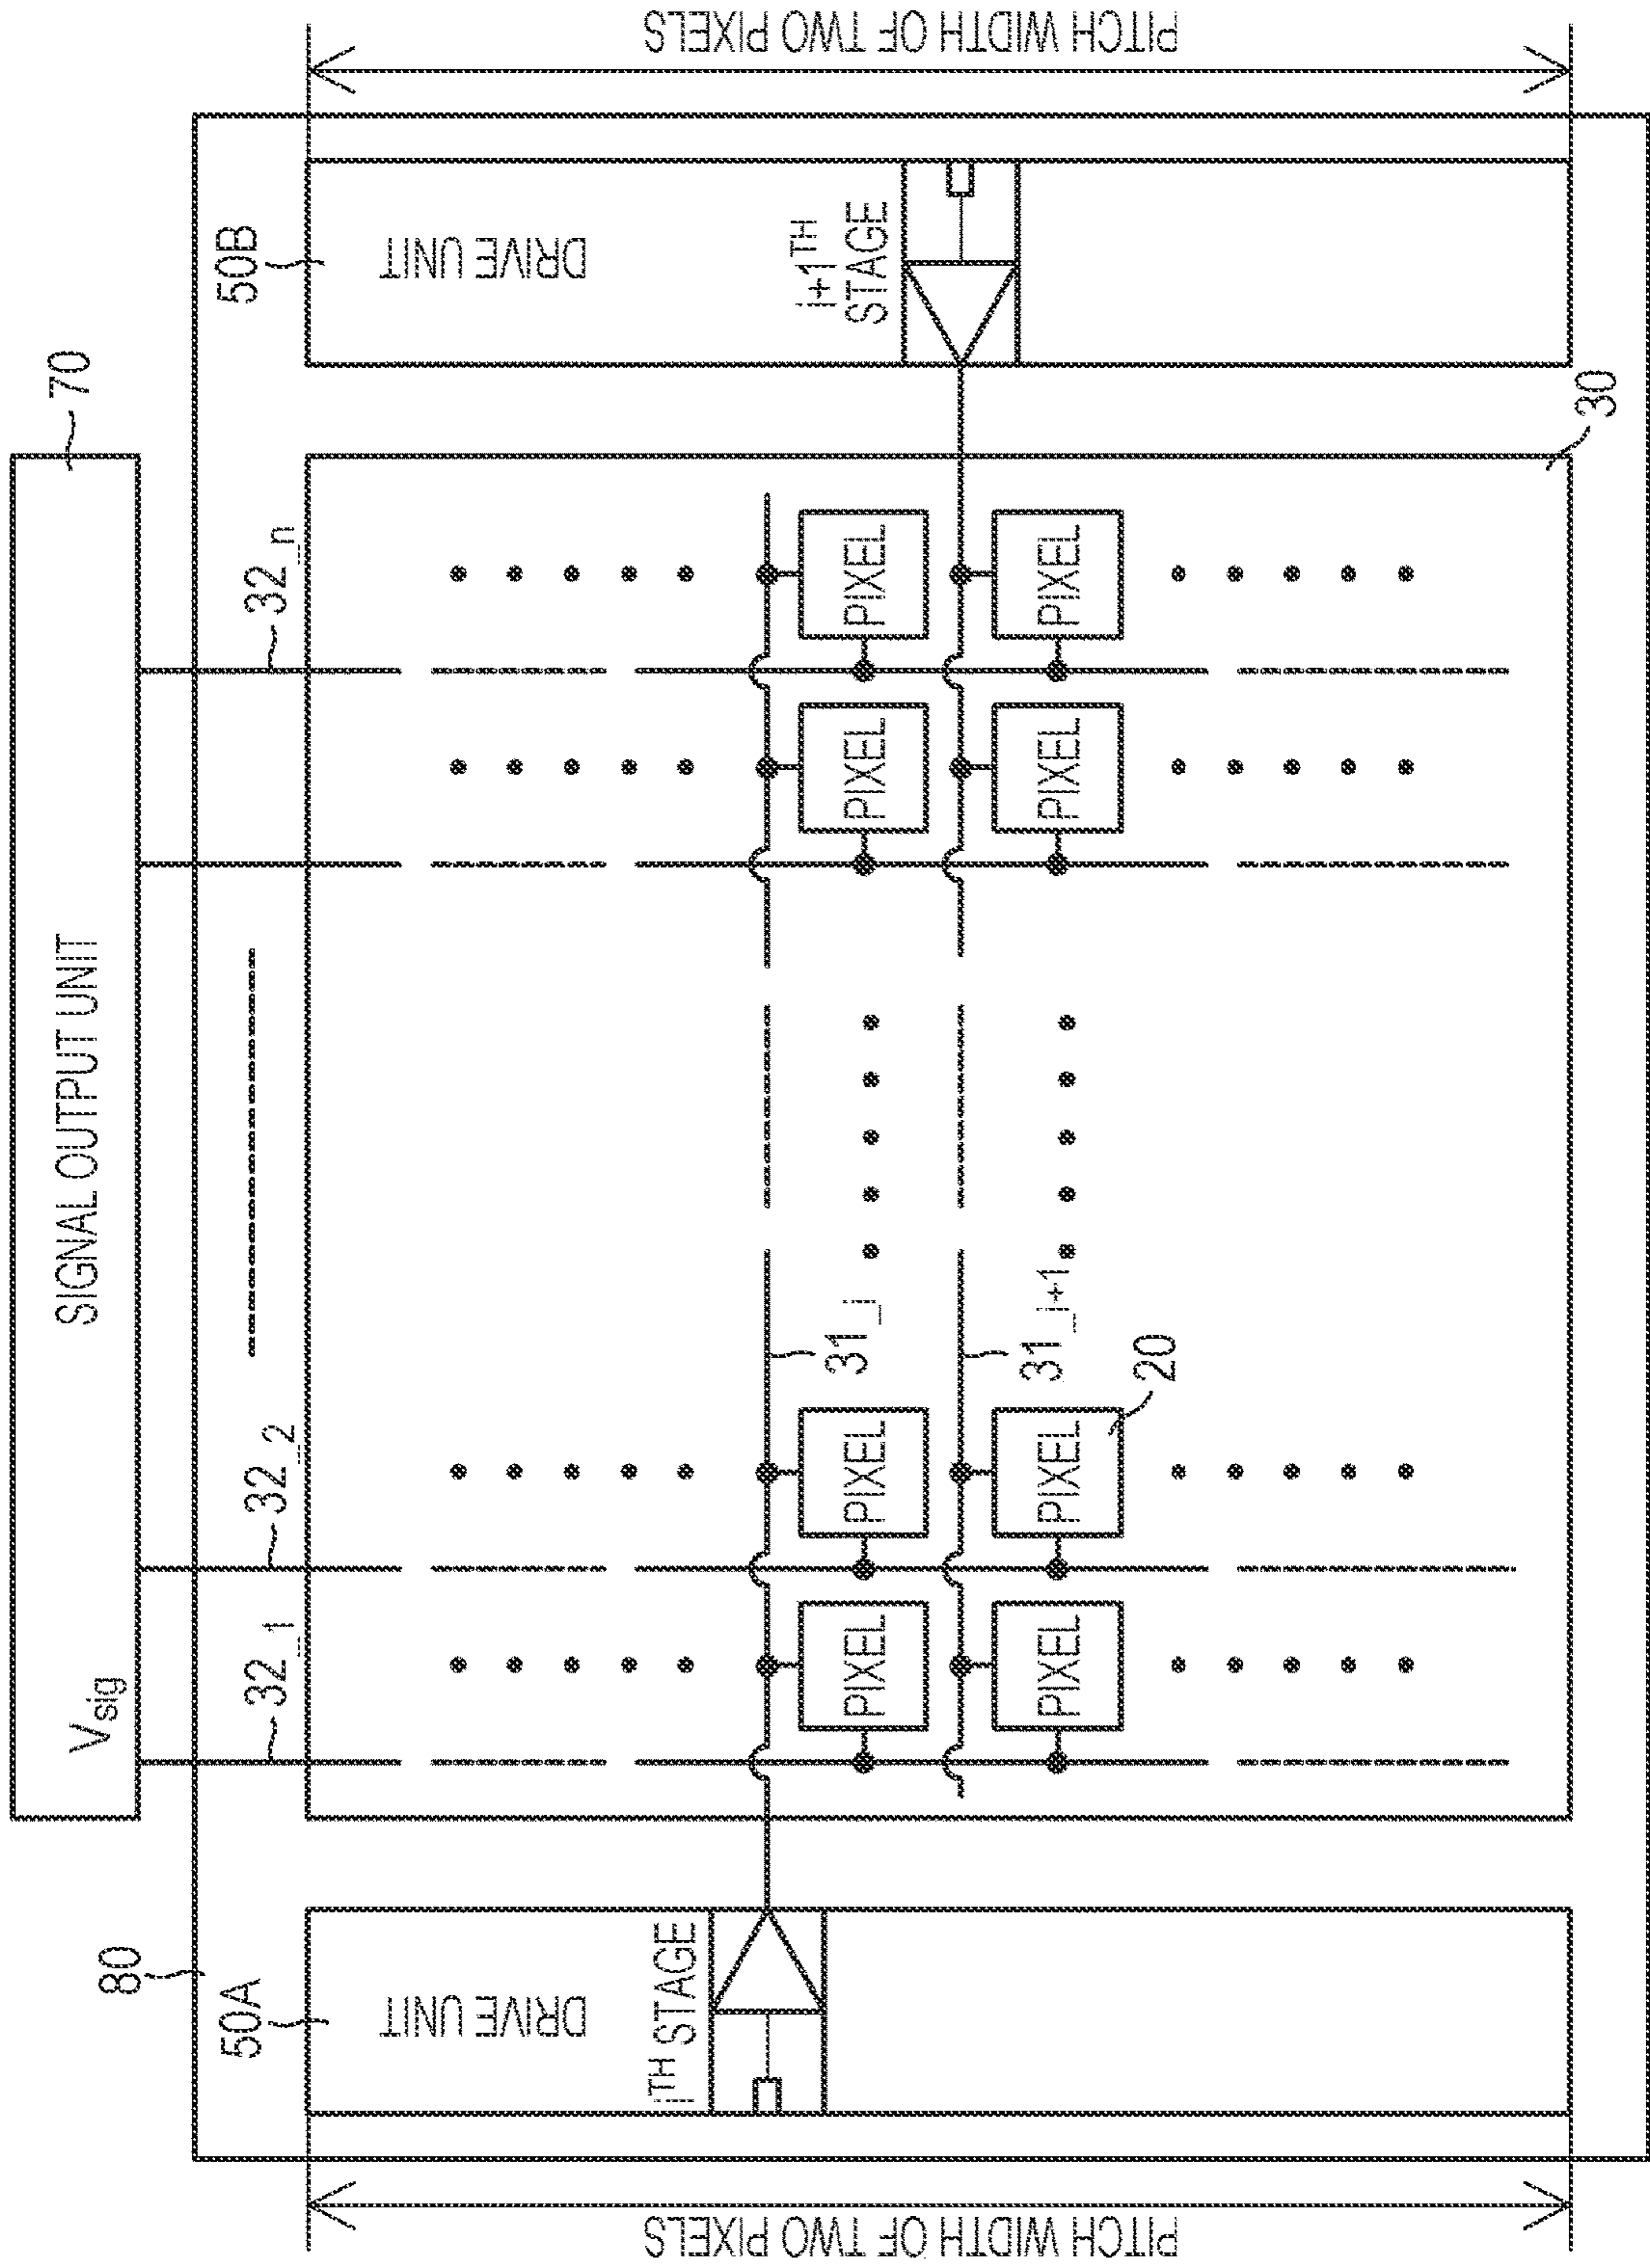 SIGNAL OUTPUT UNIT
70
Vsig
80
50A
32_1
32_2
32_n
50B
PITCH WIDTH OF TWO PIXELS
DRIVE UNIT
DRIVE UNIT
PITCH WIDTH OF TWO PIXELS
iTH STAGE
PIXEL
PIXEL
31_i
PIXEL
PIXEL
i+1TH
STAGE
PIXEL
PIXEL
31_i+1
PIXEL
PIXEL
20
30